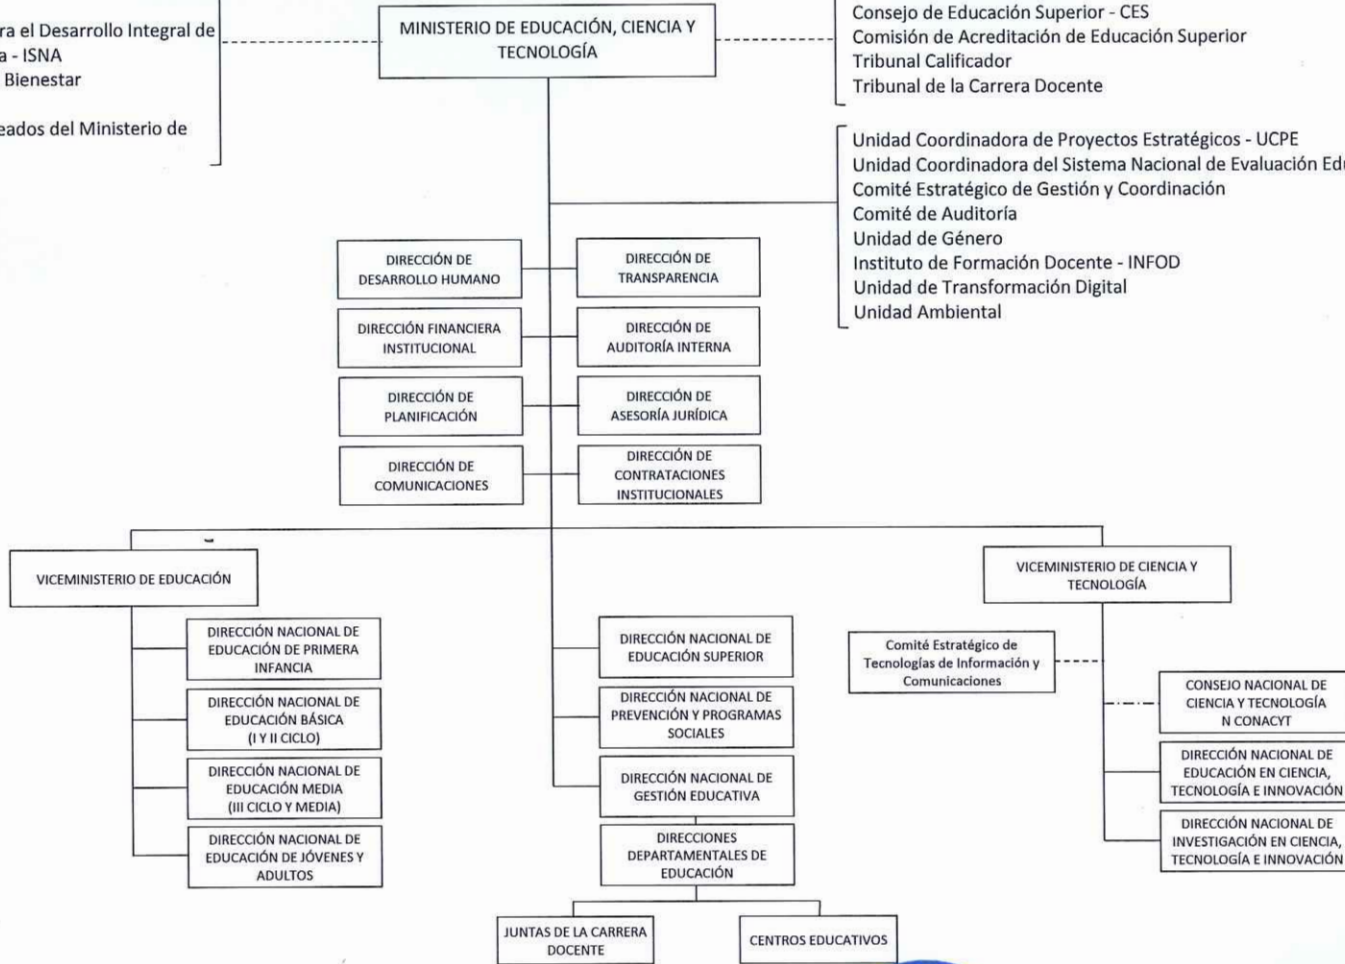 ra el Desarrollo Integral de
a - ISNA
Bienestar
eados del Ministerio de
MINISTERIO DE EDUCACIÓN, CIENCIA Y
TECNOLOGÍA
Consejo de Educación Superior - CES
Comisión de Acreditación de Educación Superior
Tribunal Calificador
Tribunal de la Carrera Docente
Unidad Coordinadora de Proyectos Estratégicos - UCPE
Unidad Coordinadora del Sistema Nacional de Evaluación Edu
Comité Estratégico de Gestión y Coordinación
Comité de Auditoría
Unidad de Género
Instituto de Formación Docente - INFOD
Unidad de Transformación Digital
Unidad Ambiental
DIRECCIÓN DE
DESARROLLO HUMANO
DIRECCIÓN DE
TRANSPARENCIA
DIRECCIÓN FINANCIERA
INSTITUCIONAL
DIRECCIÓN DE
AUDITORÍA INTERNA
DIRECCIÓN DE
PLANIFICACIÓN
DIRECCIÓN DE
ASESORÍA JURÍDICA
DIRECCIÓN DE
COMUNICACIONES
DIRECCIÓN DE
CONTRATACIONES
INSTITUCIONALES
VICEMINISTERIO DE EDUCACIÓN
DIRECCIÓN NACIONAL DE
EDUCACIÓN DE PRIMERA
INFANCIA
DIRECCIÓN NACIONAL DE
EDUCACIÓN BÁSICA
(I Y II CICLO)
DIRECCIÓN NACIONAL DE
EDUCACIÓN MEDIA
(III CICLO Y MEDIA)
DIRECCIÓN NACIONAL DE
EDUCACIÓN DE JÓVENES Y
ADULTOS
DIRECCIÓN NACIONAL DE
EDUCACIÓN SUPERIOR
DIRECCIÓN NACIONAL DE
PREVENCIÓN Y PROGRAMAS
SOCIALES
DIRECCIÓN NACIONAL DE
GESTIÓN EDUCATIVA
DIRECCIONES
DEPARTAMENTALES DE
EDUCACIÓN
JUNTAS DE LA CARRERA
DOCENTE
CENTROS EDUCATIVOS
VICEMINISTERIO DE CIENCIA Y
TECNOLOGÍA
Comité Estratégico de
Tecnologías de Información y
Comunicaciones
CONSEJO NACIONAL DE
CIENCIA Y TECNOLOGÍA
N CONACYT
DIRECCIÓN NACIONAL DE
EDUCACIÓN EN CIENCIA,
TECNOLOGÍA E INNOVACIÓN
DIRECCIÓN NACIONAL DE
INVESTIGACIÓN EN CIENCIA,
TECNOLOGÍA E INNOVACIÓN